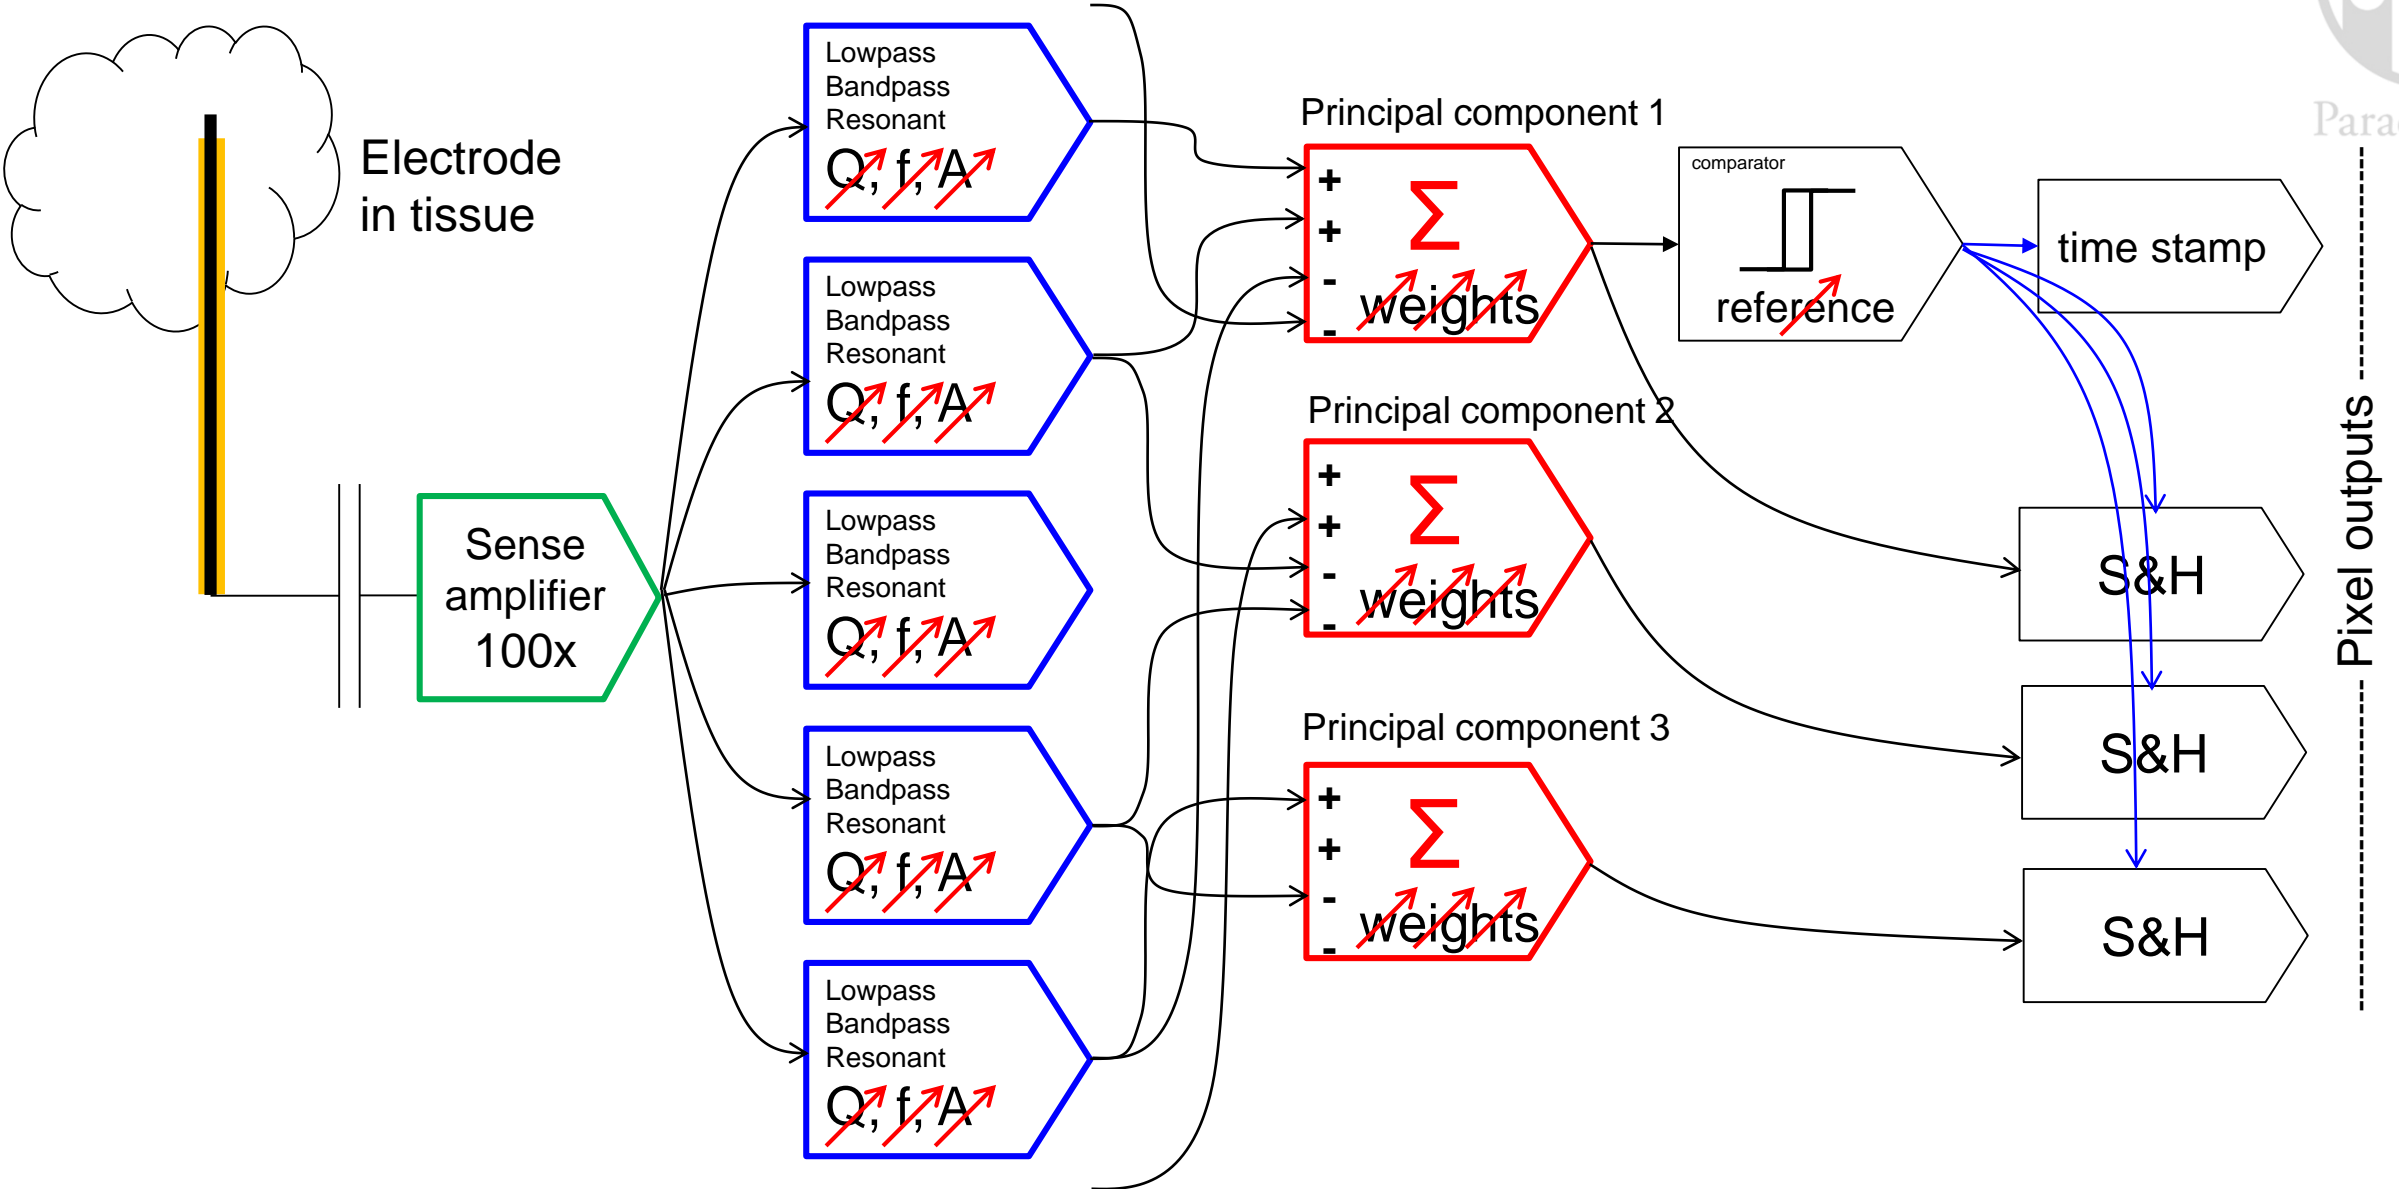 Electrode
in tissue
Sense
amplifier
100x
Lowpass
Bandpass
Resonant
Q, f, A
Lowpass
Bandpass
Resonant
Q, f, A
Lowpass
Bandpass
Resonant
Q, f, A
Lowpass
Bandpass
Resonant
Q, f, A
Lowpass
Bandpass
Resonant
Q, f, A
Principal component 1
+
+
-
-
Σ
weights
Principal component 2
+
+
-
-
Σ
weights
Principal component 3
+
+
-
-
Σ
weights
comparator
reference
time stamp
S&H
S&H
S&H
Pixel outputs